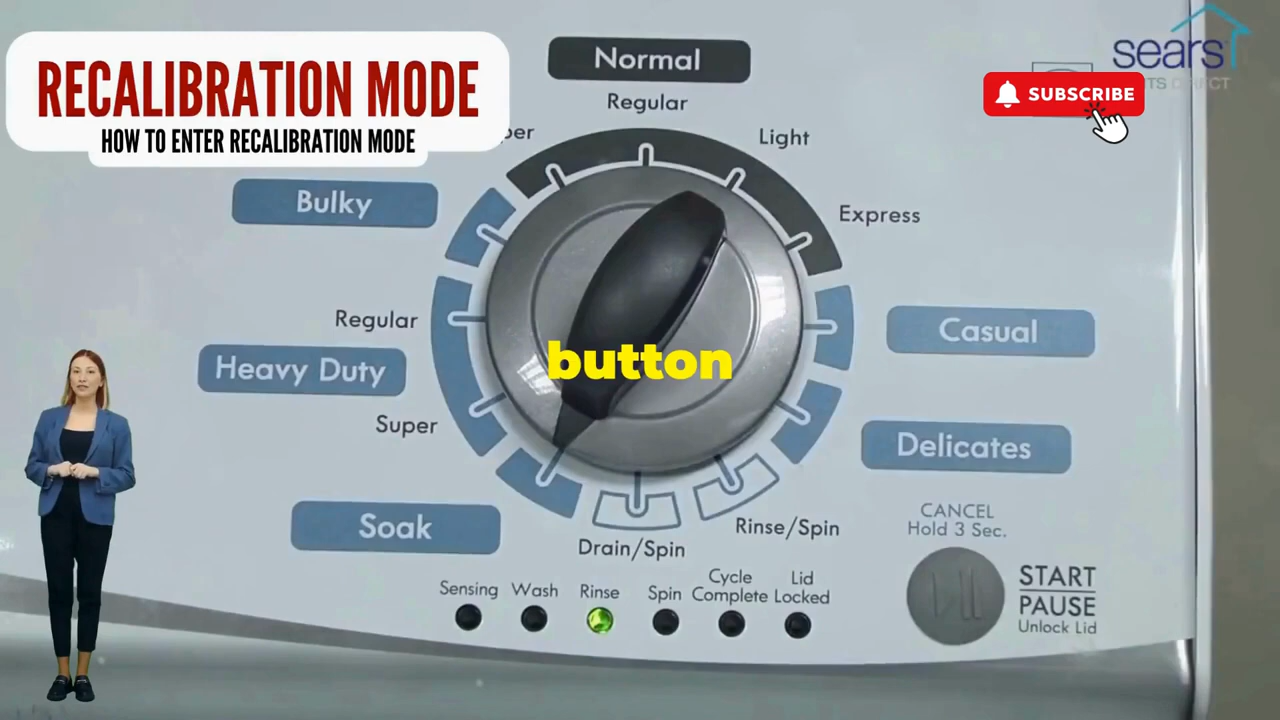 RECALIBRATION MODE
HOW TO ENTER RECALIBRATION MODE
Normal
Regular
Light
Express
sears
DIRECT
SUBSCRIBE
Bulky
Regular
Heavy Duty
Super
button
Casual
Delicates
Soak
Drain/Spin
Rinse/Spin
CANCEL
Hold 3 Sec.
Sensing
Wash
Rinse
Spin
Cycle
Complete
Lid
Locked
START
PAUSE
Unlock Lid